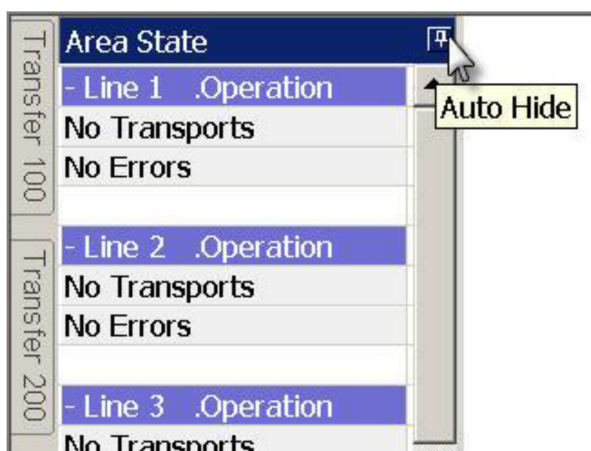 Transfer 100
Transfer 200
Area State
Auto Hide
- Line 1 .Operation
No Transports
No Errors
- Line 2 .Operation
No Transports
No Errors
- Line 3 .Operation
No Transports